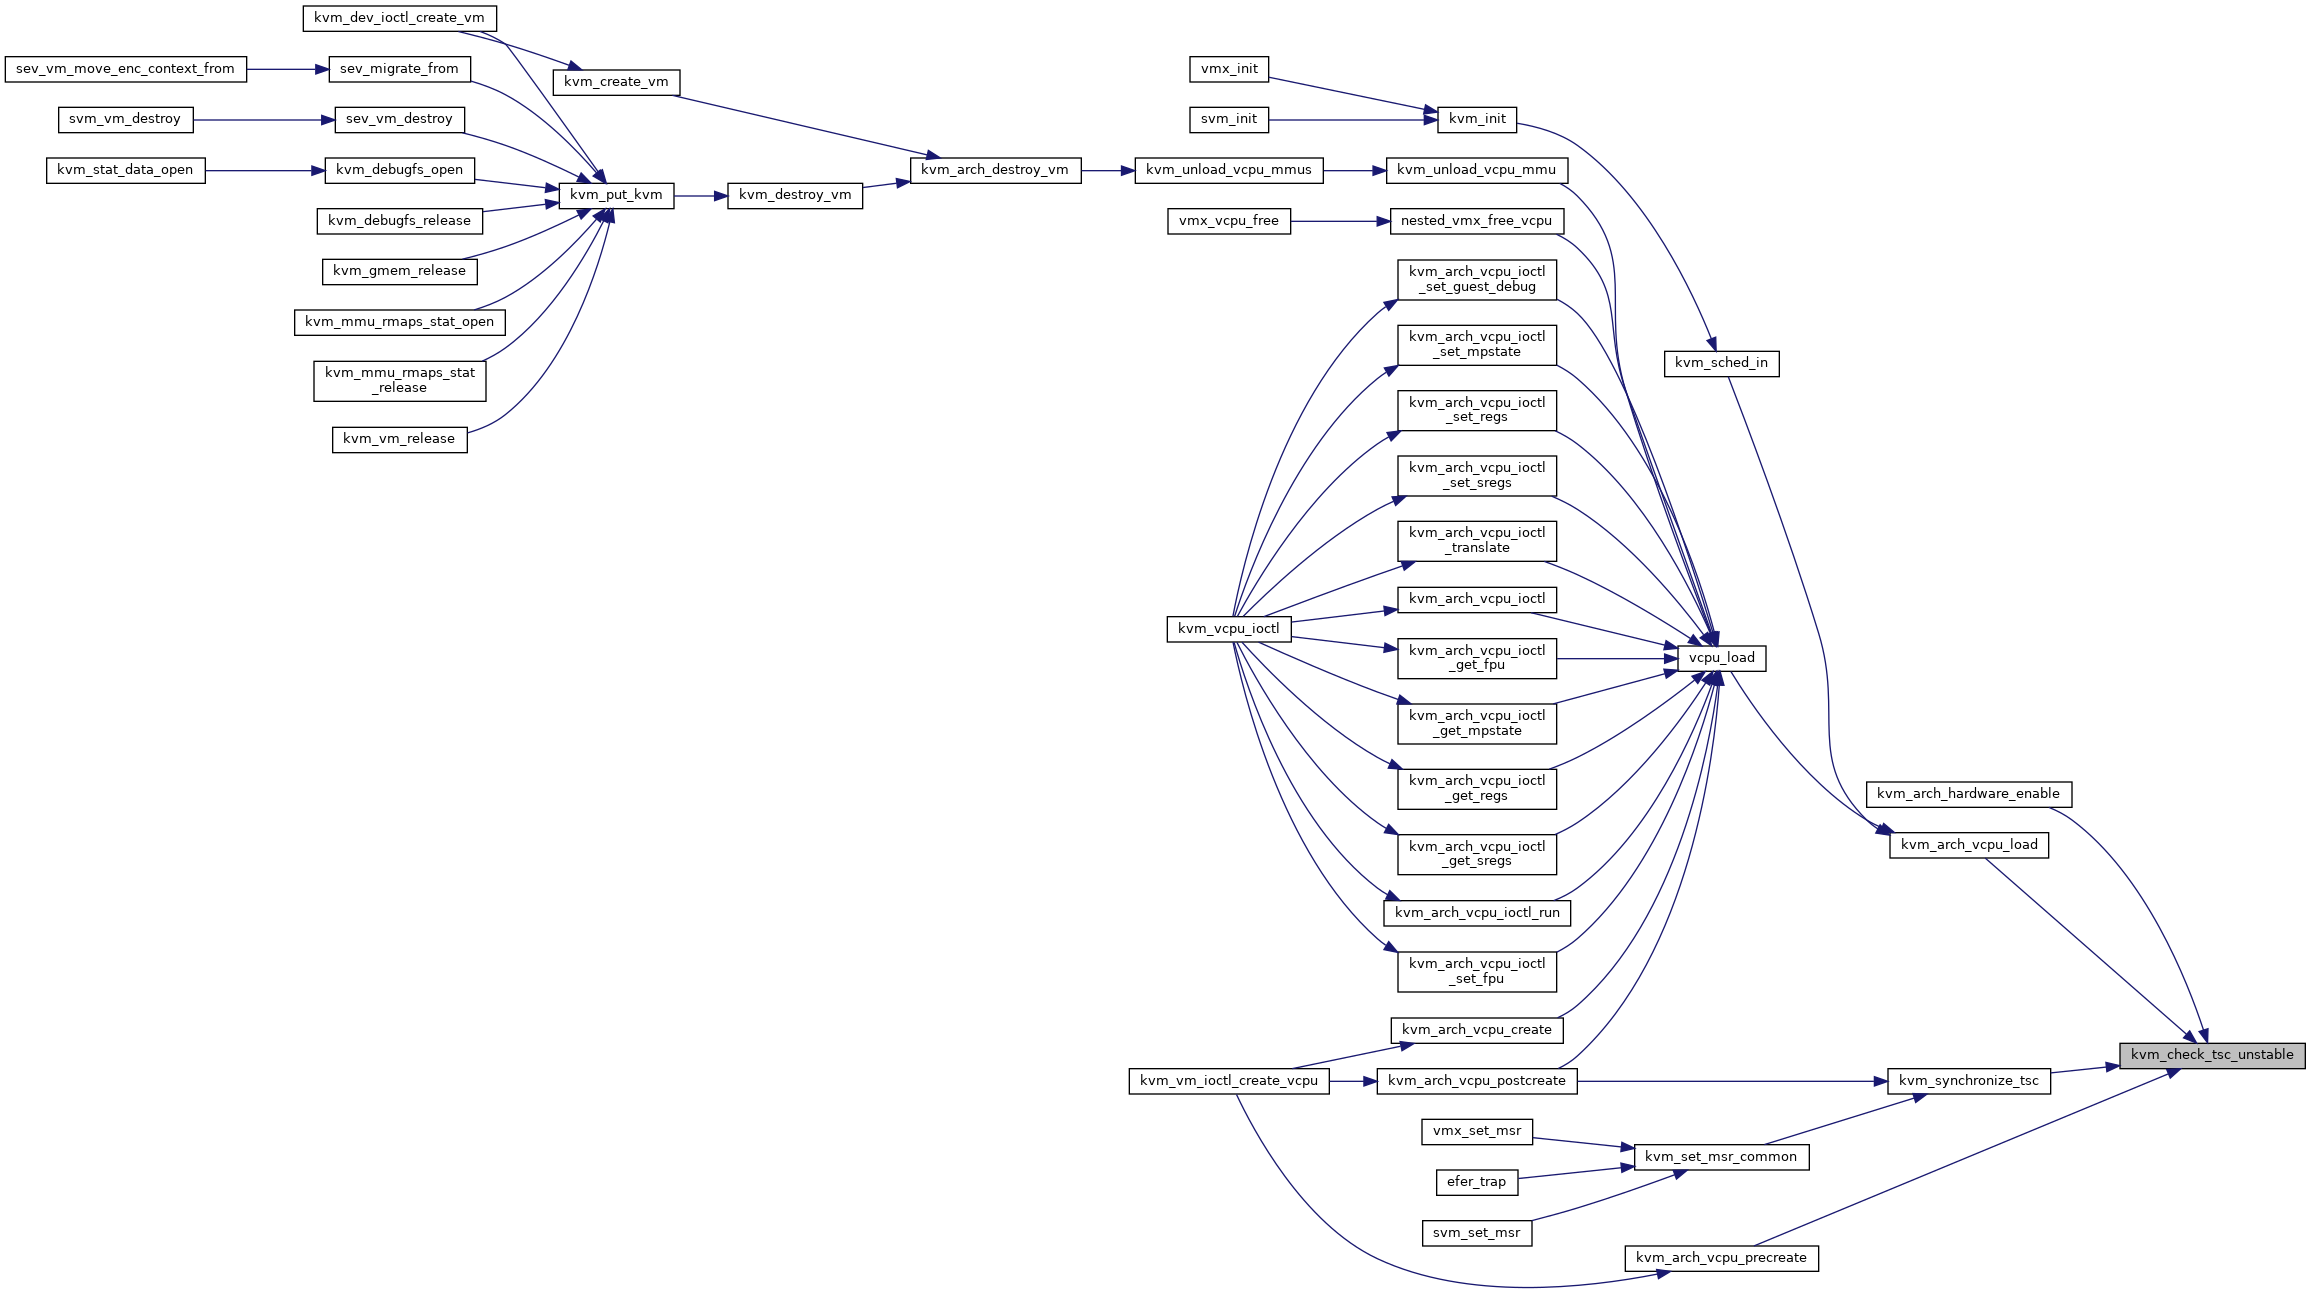 kvm_dev_ioctl_create_vm
sev_vm_move_enc_context_from
sev_migrate_from
kvm_create_vm
svm_vm_destroy
sev_vm_destroy
kvm_stat_data_open
kvm_debugfs_open
kvm_put_kvm
kvm_destroy_vm
kvm_arch_destroy_vm
kvm_debugfs_release
kvm_gmem_release
kvm_mmu_rmaps_stat_open
kvm_mmu_rmaps_stat
_release
kvm_vm_release
vmx_init
svm_init
kvm_init
kvm_unload_vcpu_mmus
kvm_unload_vcpu_mmu
vmx_vcpu_free
nested_vmx_free_vcpu
kvm_arch_vcpu_ioctl
_set_guest_debug
kvm_arch_vcpu_ioctl
_set_mpstate
kvm_sched_in
kvm_arch_vcpu_ioctl
_set_regs
kvm_arch_vcpu_ioctl
_set_sregs
kvm_arch_vcpu_ioctl
_translate
kvm_arch_vcpu_ioctl
kvm_vcpu_ioctl
kvm_arch_vcpu_ioctl
_get_fpu
vcpu_load
kvm_arch_vcpu_ioctl
_get_mpstate
kvm_arch_vcpu_ioctl
_get_regs
kvm_arch_hardware_enable
kvm_arch_vcpu_load
kvm_arch_vcpu_ioctl
_get_sregs
kvm_arch_vcpu_ioctl_run
kvm_arch_vcpu_ioctl
_set_fpu
kvm_arch_vcpu_create
kvm_check_tsc_unstable
kvm_vm_ioctl_create_vcpu
kvm_arch_vcpu_postcreate
kvm_synchronize_tsc
vmx_set_msr
kvm_set_msr_common
efer_trap
svm_set_msr
kvm_arch_vcpu_precreate